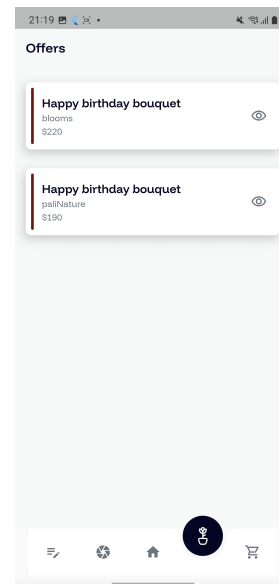 21:19
Offers
Happy birthday bouquet
blooms
$220
Happy birthday bouquet
paliNature
$190